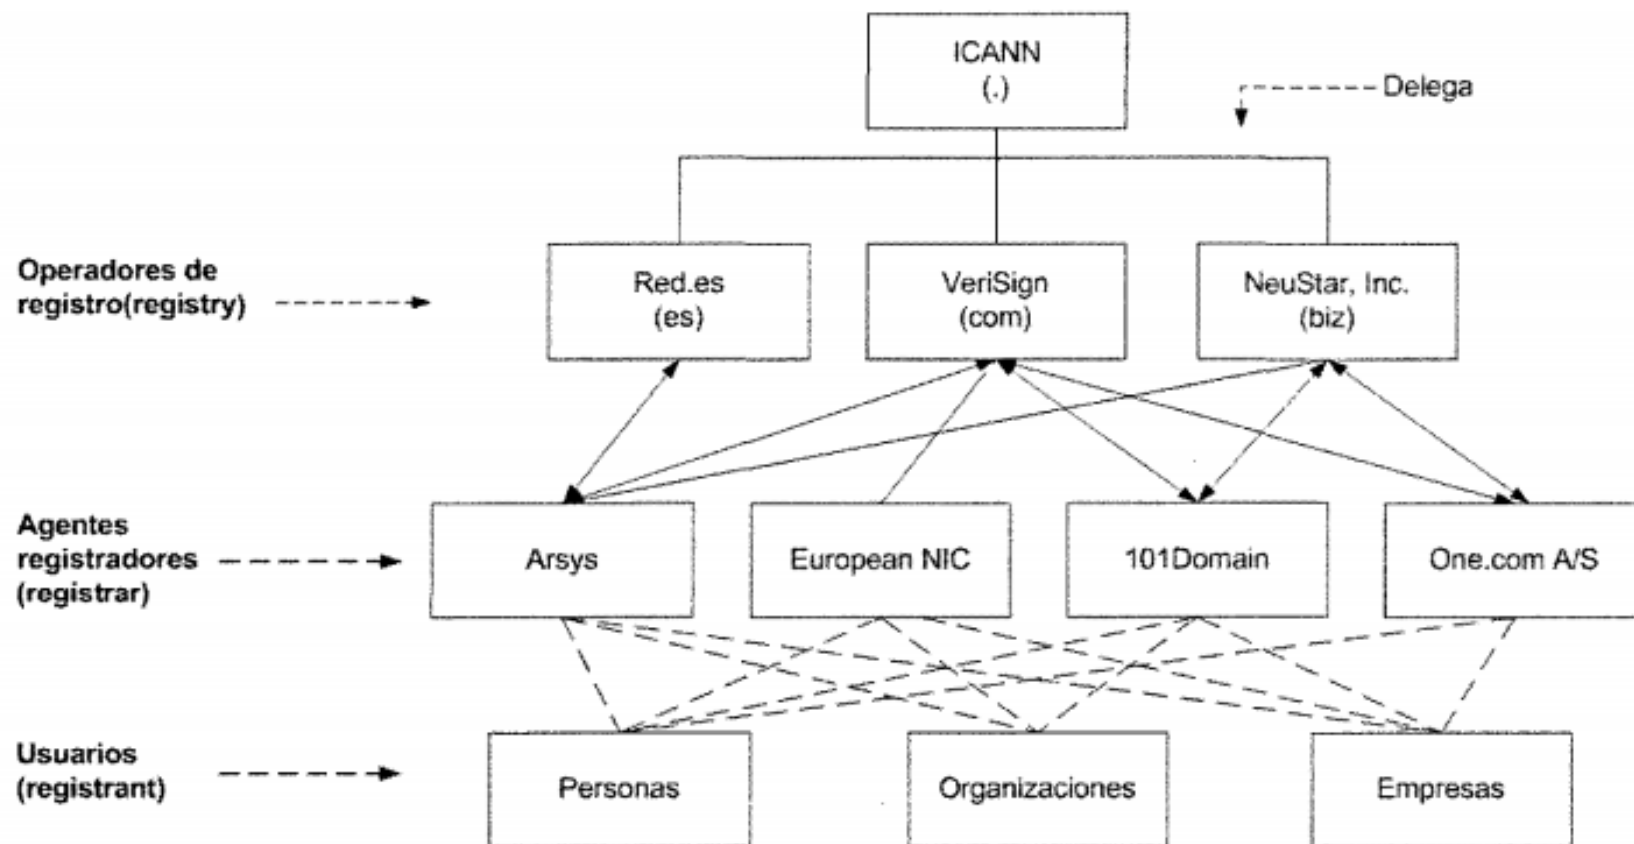 ICANN
(.)
Delega
Operadores de
registro(registry)
Red.es
(es)
VeriSign
(com)
NeuStar, Inc.
(biz)
Agentes
registradores
(registrar)
Arsys
European NIC
101Domain
One.com A/S
Usuarios
(registrant)
Personas
Organizaciones
Empresas